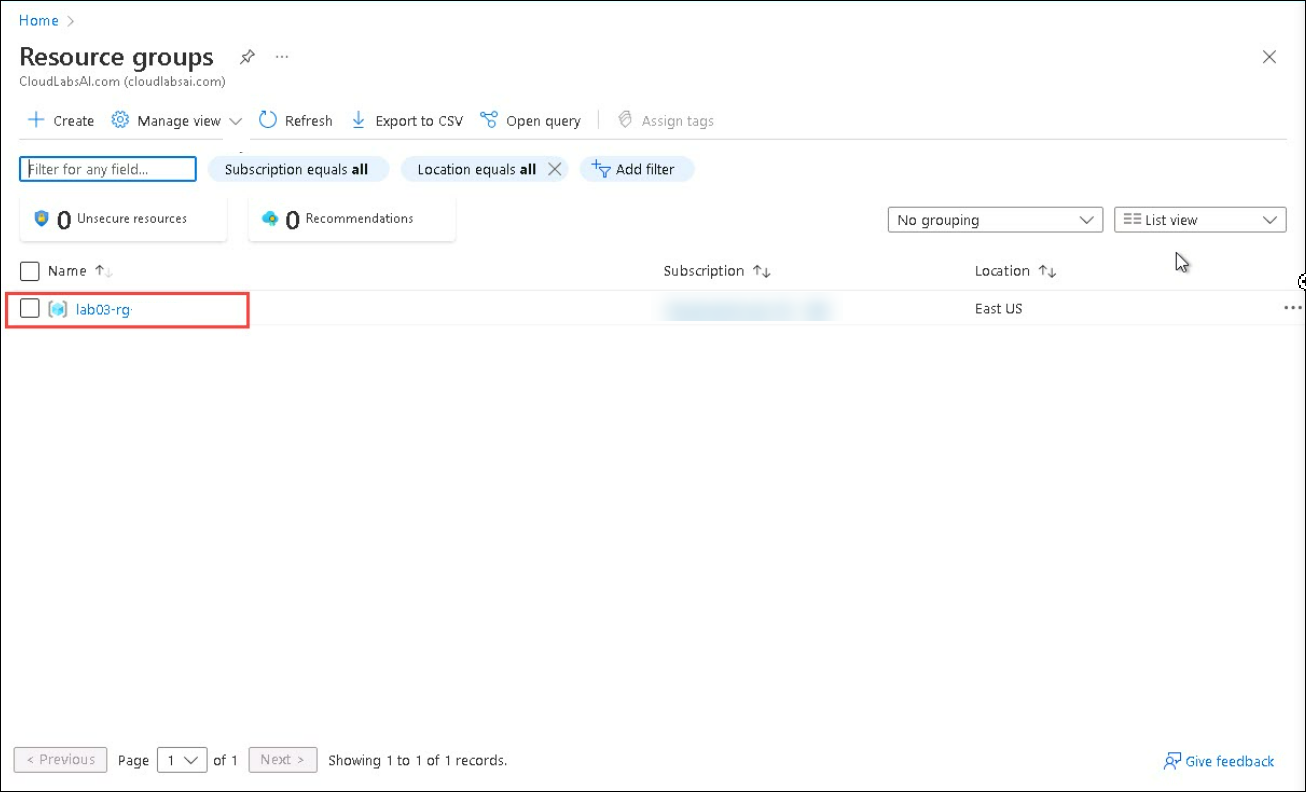 Home >
Resource groups ...
CloudLabsAI.com (cloudlabsai.com)
Create Manage view Refresh Export to CSV Open query Assign tags
Filter for any field... Subscription equals all Location equals all Add filter
0 Unsecure resources 0 Recommendations No grouping List view
Name Subscription Location
lab03-rg East US
< Previous Page 1 of 1 Next > Showing 1 to 1 of 1 records. Give feedback